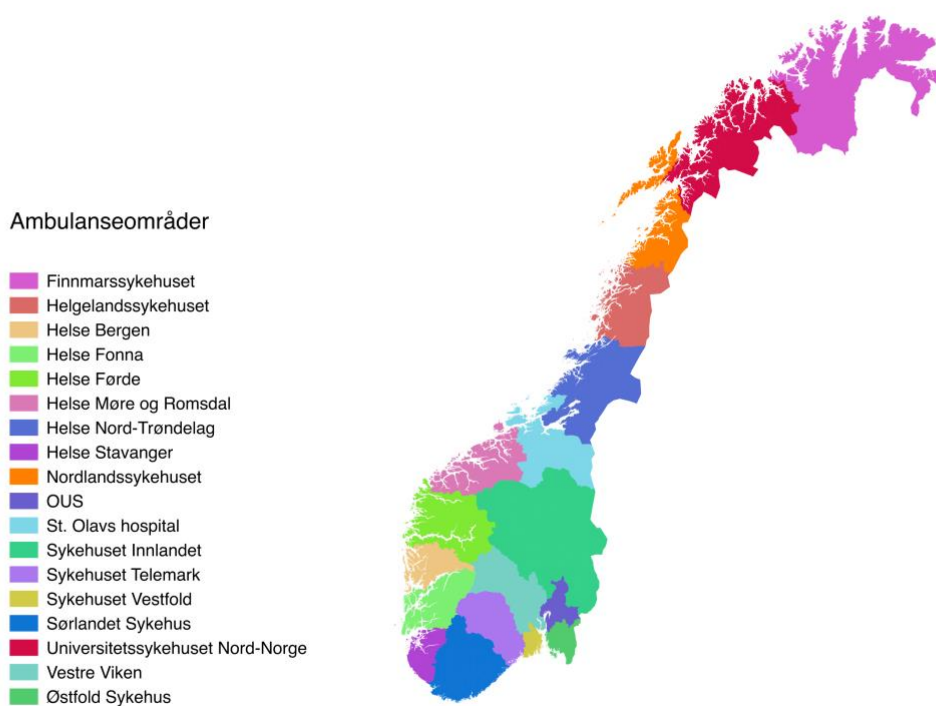 Ambulanseområder
Finnmarssykehuset
Helgelandssykehuset
Helse Bergen
Helse Fonna
Helse Førde
Helse Møre og Romsdal
Helse Nord-Trøndelag
Helse Stavanger
Nordlandssykehuset
OUS
St. Olavs hospital
Sykehuset Innlandet
Sykehuset Telemark
Sykehuset Vestfold
Sørlandet Sykehus
Universitetssykehuset Nord-Norge
Vestre Viken
Østfold Sykehus